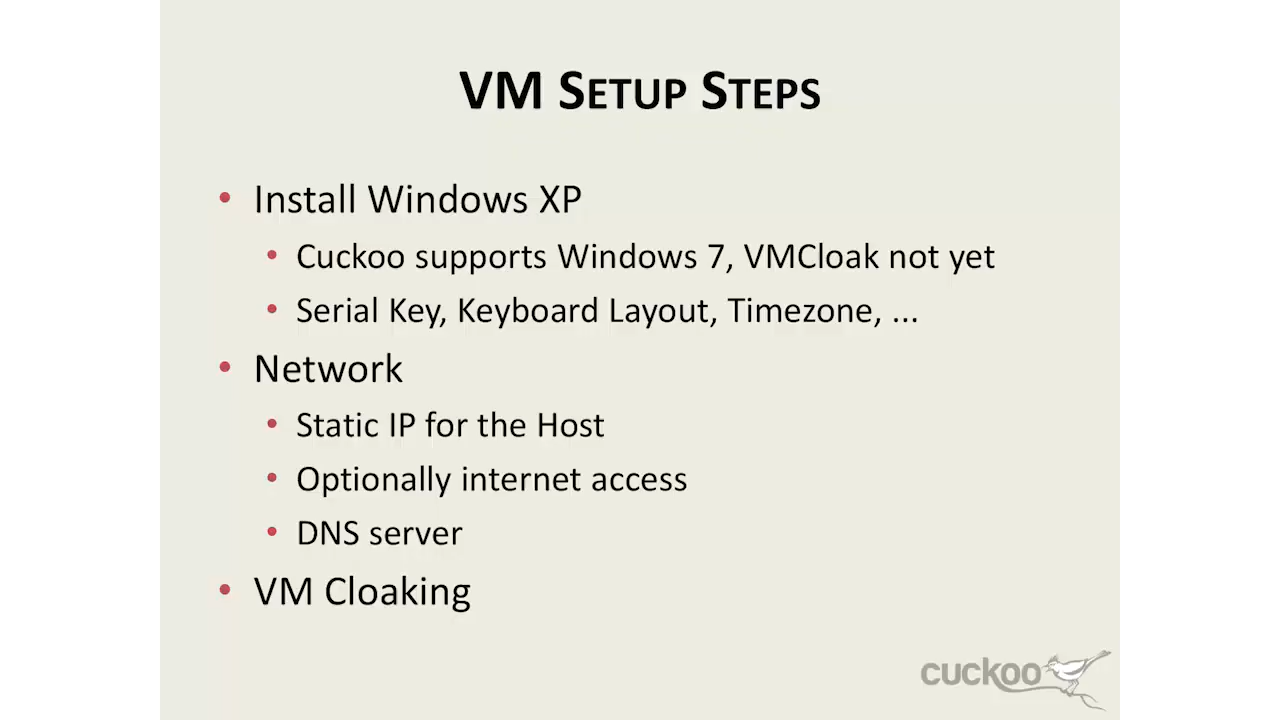 VM SETUP STEPS
• Install Windows XP
• Cuckoo supports Windows 7, VMCloak not yet
• Serial Key, Keyboard Layout, Timezone, ...
• Network
• Static IP for the Host
• Optionally internet access
• DNS server
• VM Cloaking
cuckoo